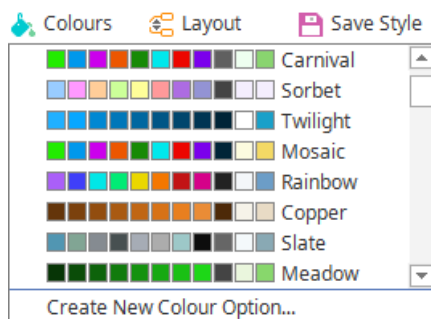 Colours Layout Save Style
Carnival
Sorbet
Twilight
Mosaic
Rainbow
Copper
Slate
Meadow
Create New Colour Option...